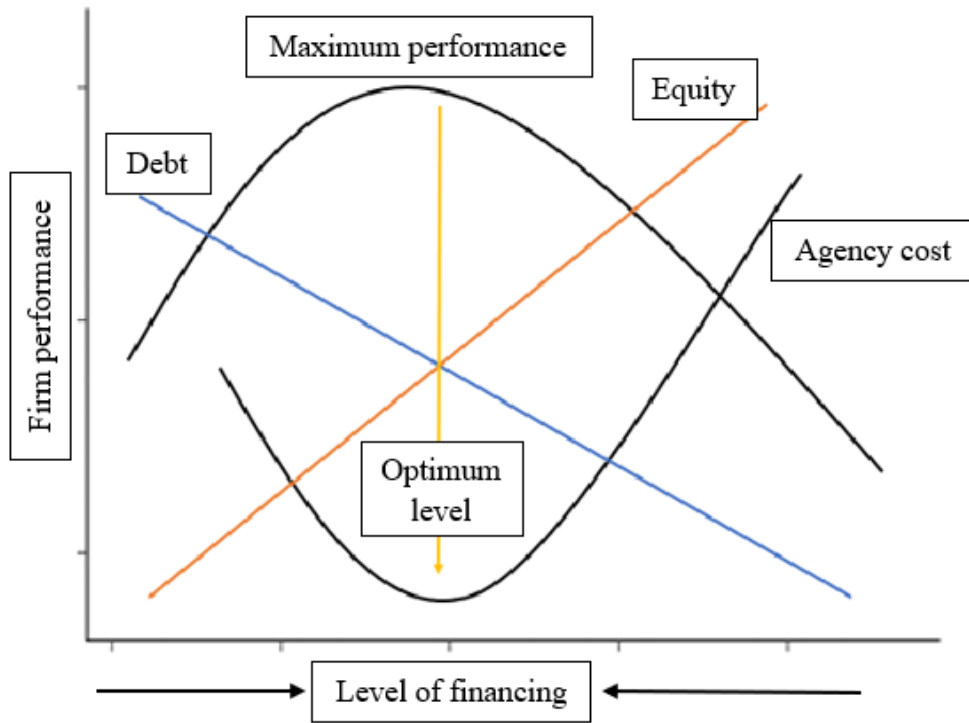 Maximum performance
Equity
Debt
Agency cost
Firm performance
Optimum
level
Level of financing